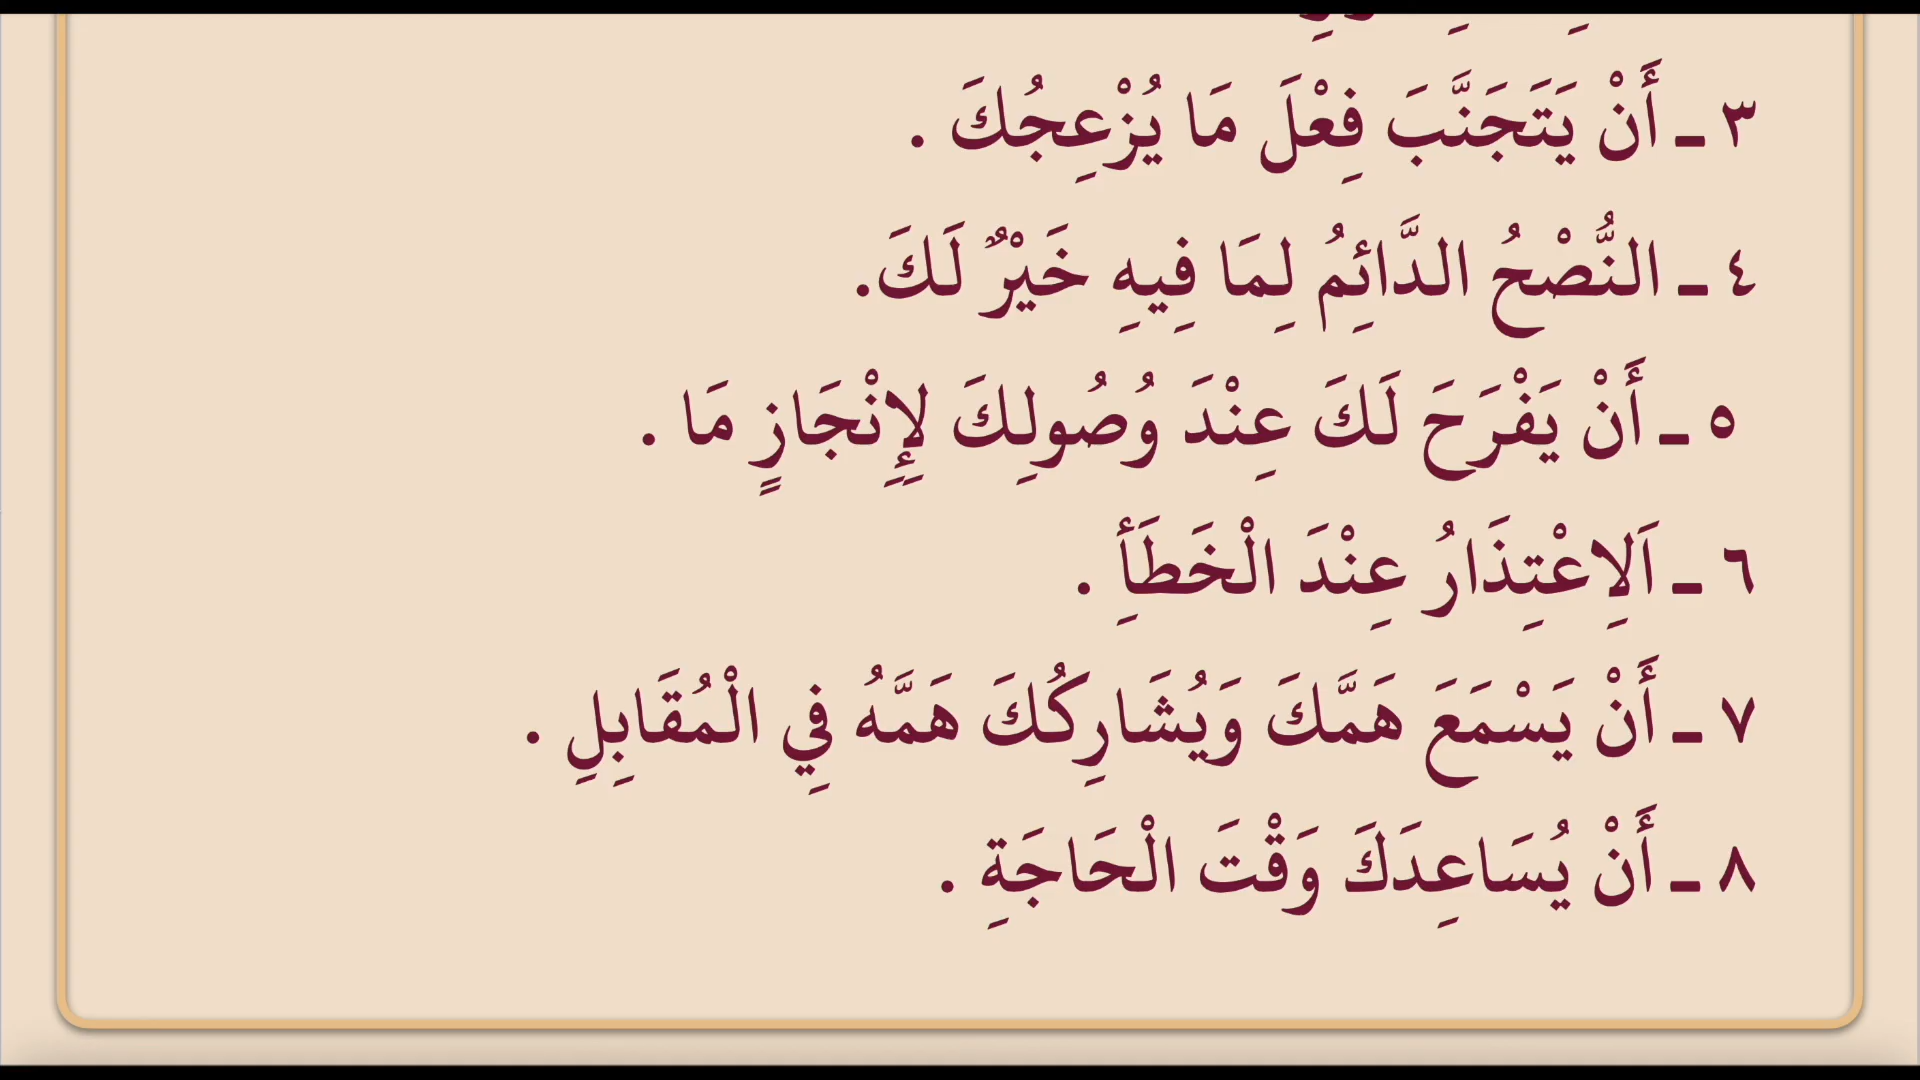 ٣ ـ أَنْ يَتَجَنَّبَ فِعْلَ مَا يُزْعِجُكَ .
٤ ـ النُّصْحُ الدَّائِمُ لِمَا فِيهِ خَيْرٌ لَكَ.
٥ ـ أَنْ يَفْرَحَ لَكَ عِنْدَ وُصُولِكَ لِإِنْجَازٍ مَا .
٦ ـ اَلِاعْتِذَارُ عِنْدَ الْخَطَأِ .
٧ ـ أَنْ يَسْمَعَ هَمَّكَ وَيُشَارِكُكَ هَمَّهُ فِي الْمُقَابِلِ .
٨ ـ أَنْ يُسَاعِدَكَ وَقْتَ الْحَاجَةِ .